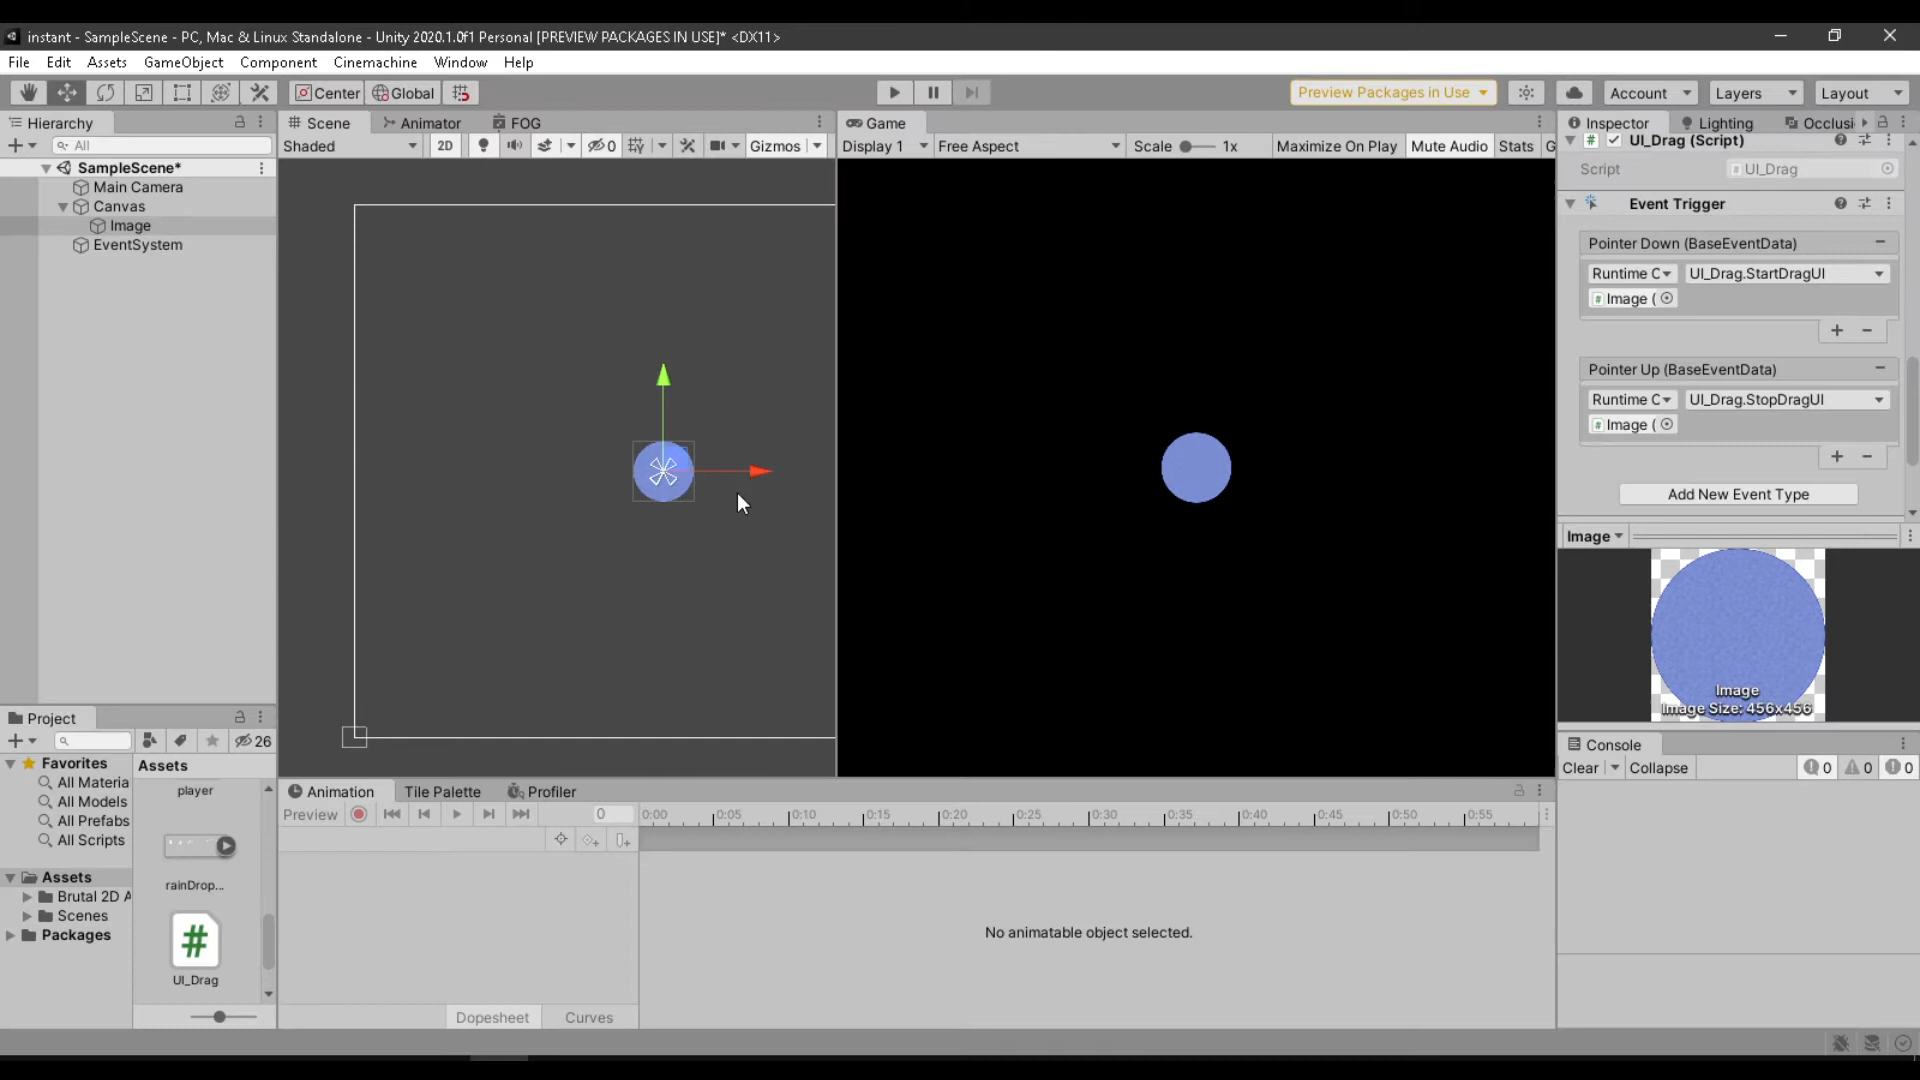 instant - SampleScene - PC, Mac & Linux Standalone - Unity 2020.1.0f1 Personal [PREVIEW PACKAGES IN USE]* <DX11>
File Edit Assets GameObject Component Cinemachine Window Help
Center Global Preview Packages in Use Account Layers Layout
Hierarchy Scene Animator FOG Game Inspector Lighting Occlusi
All Shaded 2D 0 Gizmos Display 1 Free Aspect Scale 1x Maximize On Play Mute Audio Stats G
SampleScene*
Main Camera
Canvas
Image
EventSystem
UI_Drag (Script)
Script UI_Drag
Event Trigger
Pointer Down (BaseEventData)
Runtime C UI_Drag.StartDragUI
Image (
Pointer Up (BaseEventData)
Runtime C UI_Drag.StopDragUI
Image (
Add New Event Type
Image
Image
Image Size: 456x456
Project
26
Favorites
All Materia
All Models
All Prefabs
All Scripts
Assets
Brutal 2D A
Scenes
Packages
Assets
player
rainDrop...
#
UI_Drag
Animation Tile Palette Profiler
Preview 0 0:00 0:05 0:10 0:15 0:20 0:25 0:30 0:35 0:40 0:45 0:50 0:55
No animatable object selected.
Dopesheet Curves
Console
Clear Collapse 0 0 0